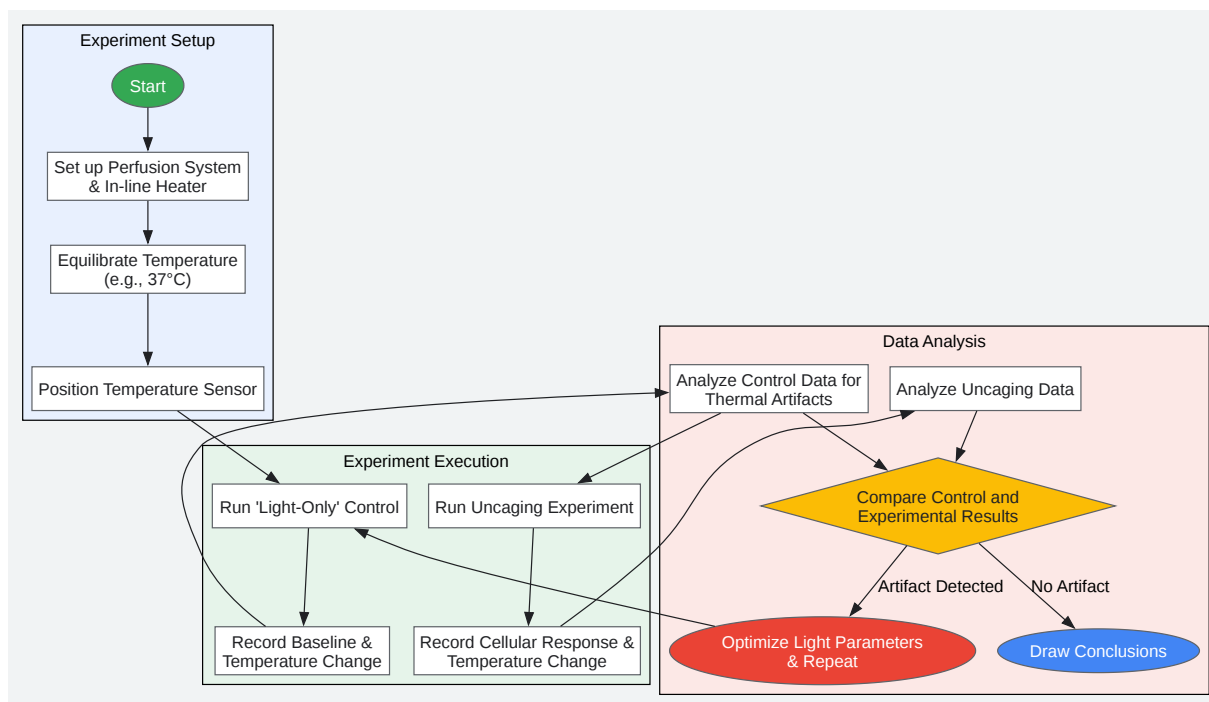 Experiment Setup
Start
Set up Perfusion System
& In-line Heater
Equilibrate Temperature
(e.g., 37°C)
Position Temperature Sensor
Experiment Execution
Run 'Light-Only' Control
Run Uncaging Experiment
Record Baseline &
Temperature Change
Record Cellular Response &
Temperature Change
Data Analysis
Analyze Control Data for
Thermal Artifacts
Analyze Uncaging Data
Compare Control and
Experimental Results
Artifact Detected
No Artifact
Optimize Light Parameters
& Repeat
Draw Conclusions